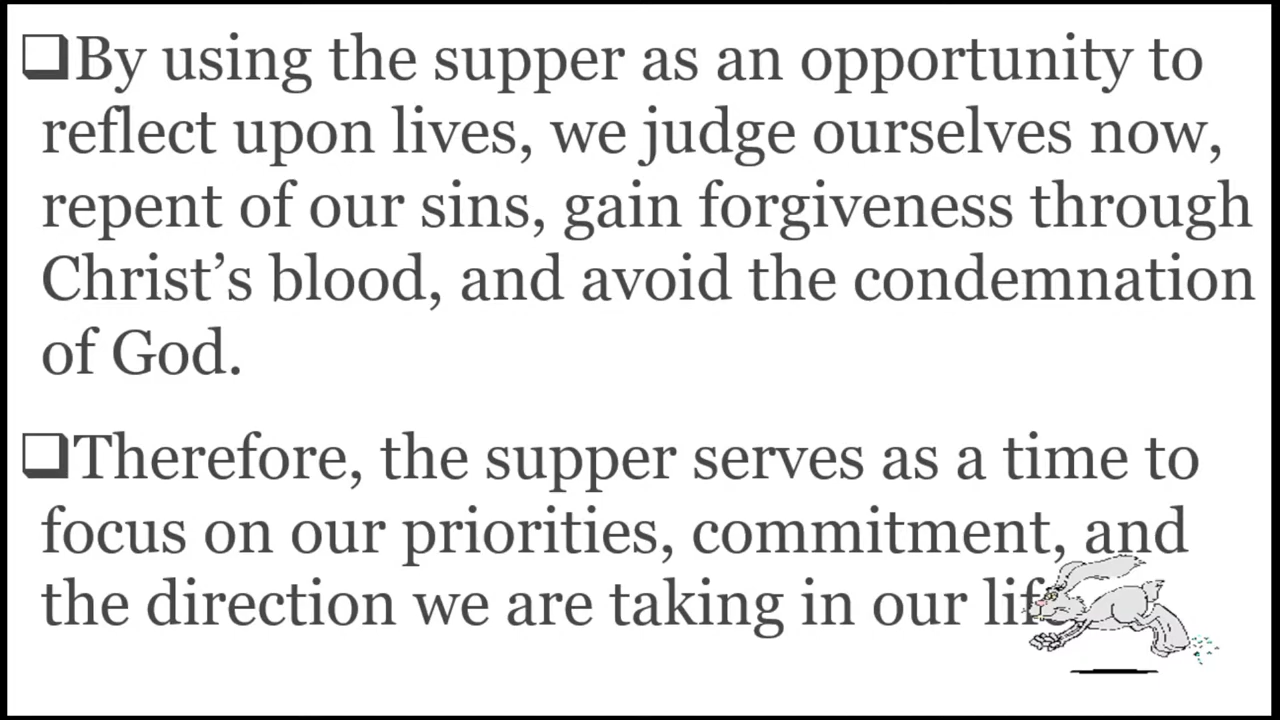 ❑By using the supper as an opportunity to
reflect upon lives, we judge ourselves now,
repent of our sins, gain forgiveness through
Christ’s blood, and avoid the condemnation
of God.
❑Therefore, the supper serves as a time to
focus on our priorities, commitment, and
the direction we are taking in our